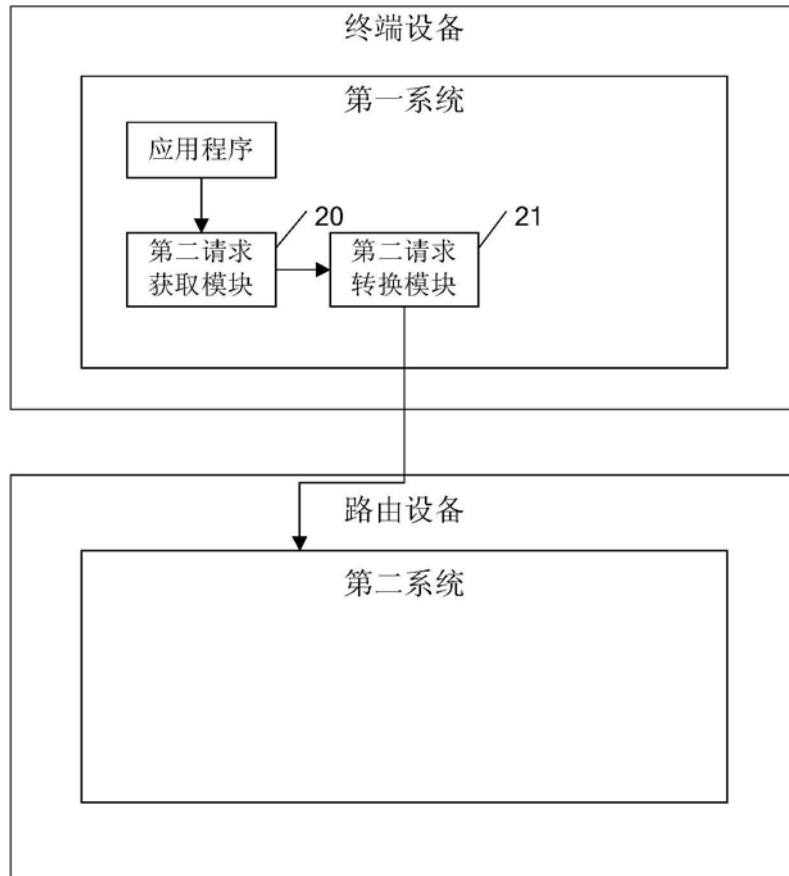 终端设备
第一系统
应用程序
20
21
第二请求
获取模块
第二请求
转换模块
路由设备
第二系统